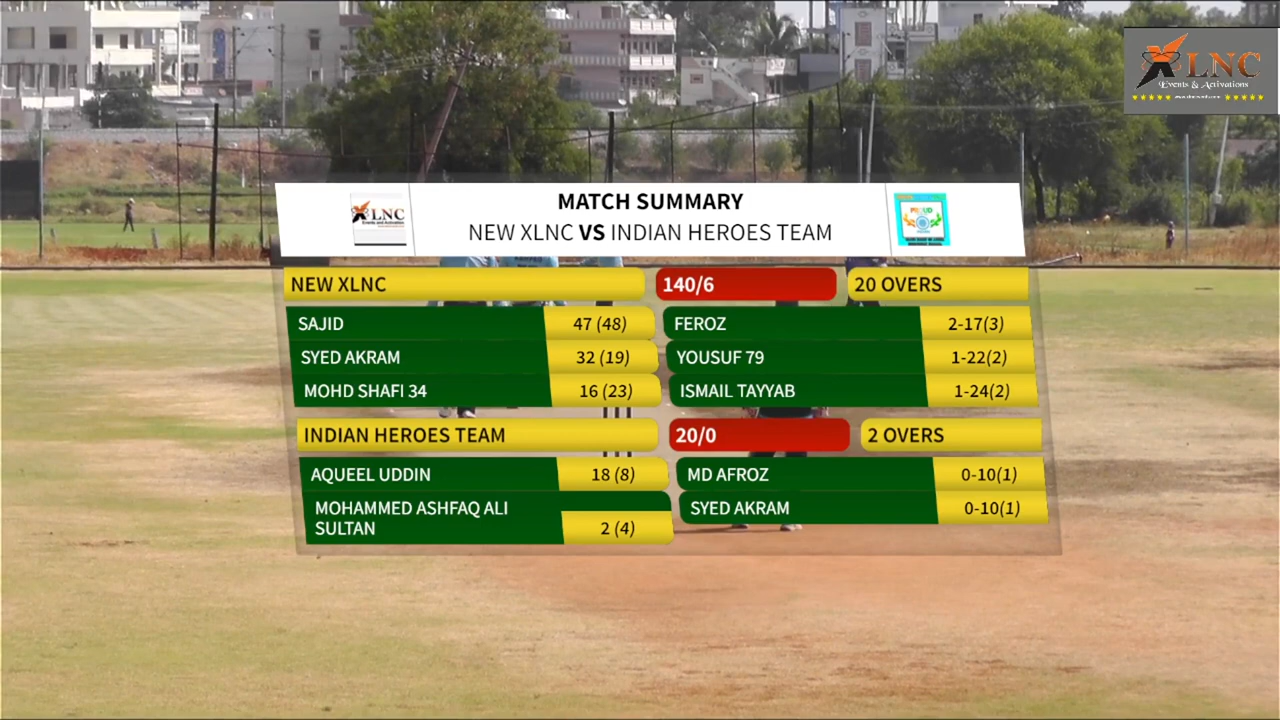 LNC
Events & Activations
MATCH SUMMARY
NEW XLNC VS INDIAN HEROES TEAM
LNC
PROUD
NEW XLNC 140/6 20 OVERS
SAJID 47 (48) FEROZ 2-17(3)
SYED AKRAM 32 (19) YOUSUF 79 1-22(2)
MOHD SHAFI 34 16 (23) ISMAIL TAYYAB 1-24(2)
INDIAN HEROES TEAM 20/0 2 OVERS
AQUEEL UDDIN 18 (8) MD AFROZ 0-10(1)
MOHAMMED ASHFAQ ALI
SULTAN 2 (4) SYED AKRAM 0-10(1)